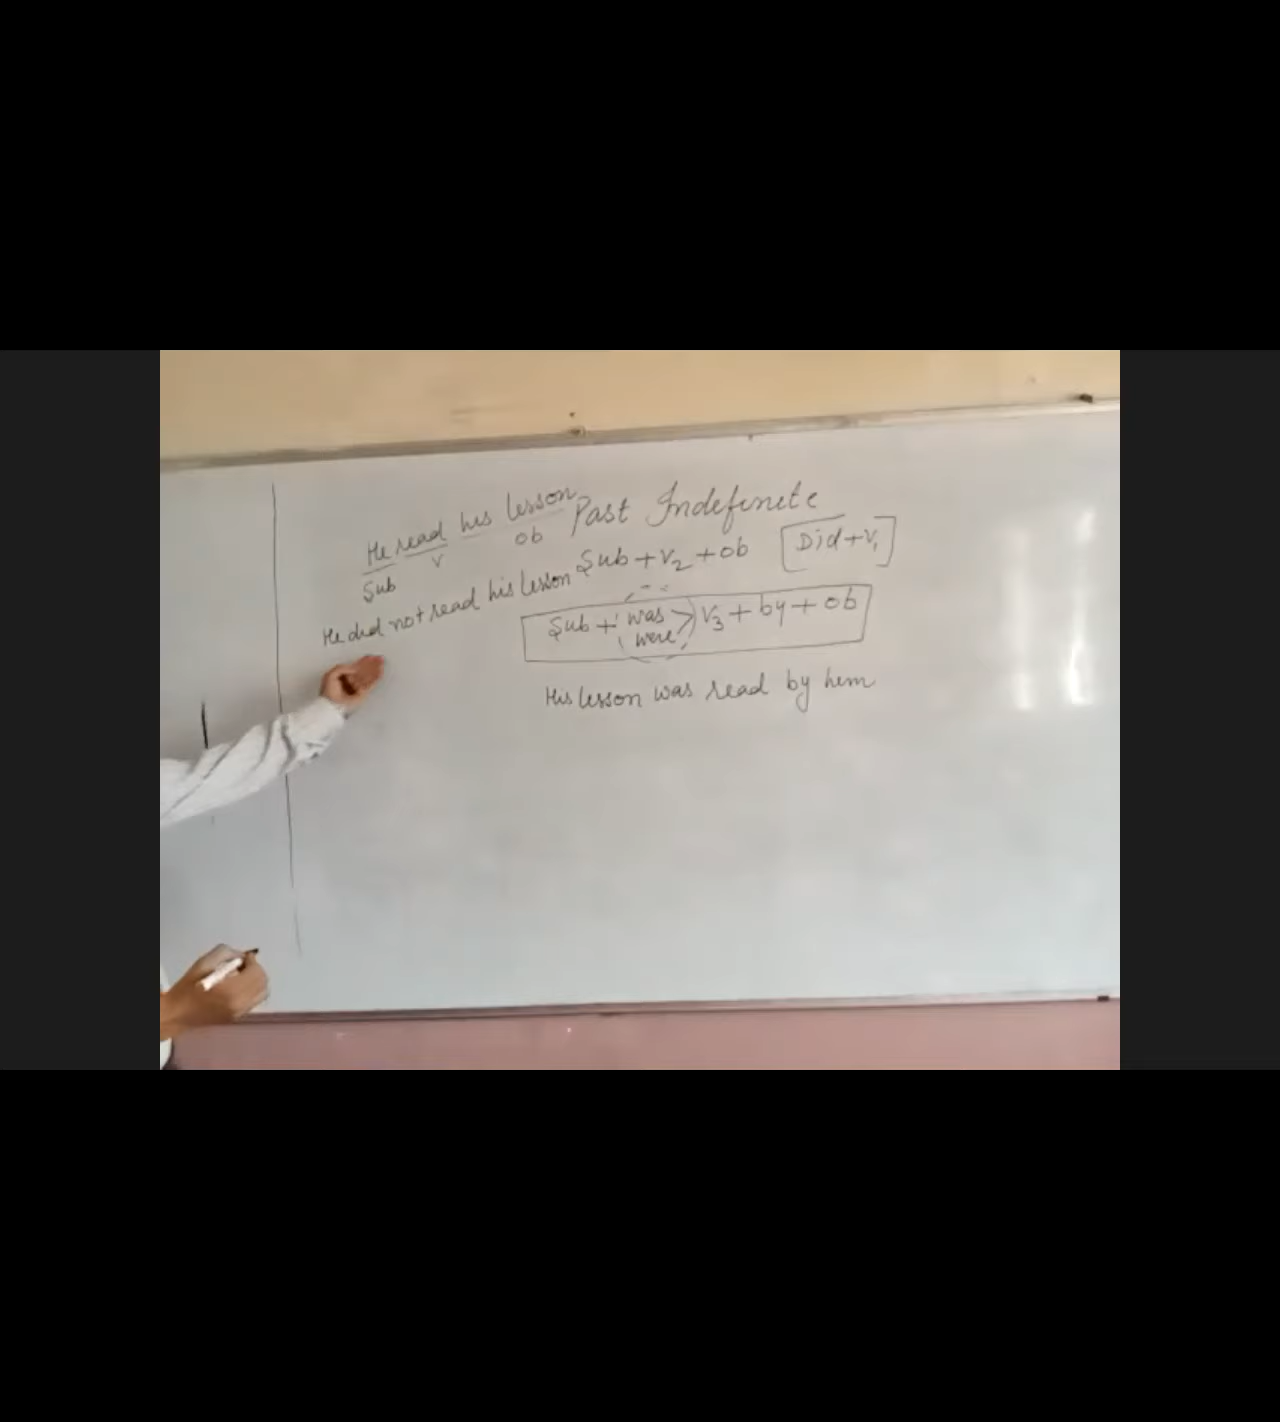 He read his lesson
Sub v ob
He did not read his lesson
Past Indefinete
Sub + V2 + ob [Did + V1]
Sub + was
were > V3 + by + ob
His lesson was read by him